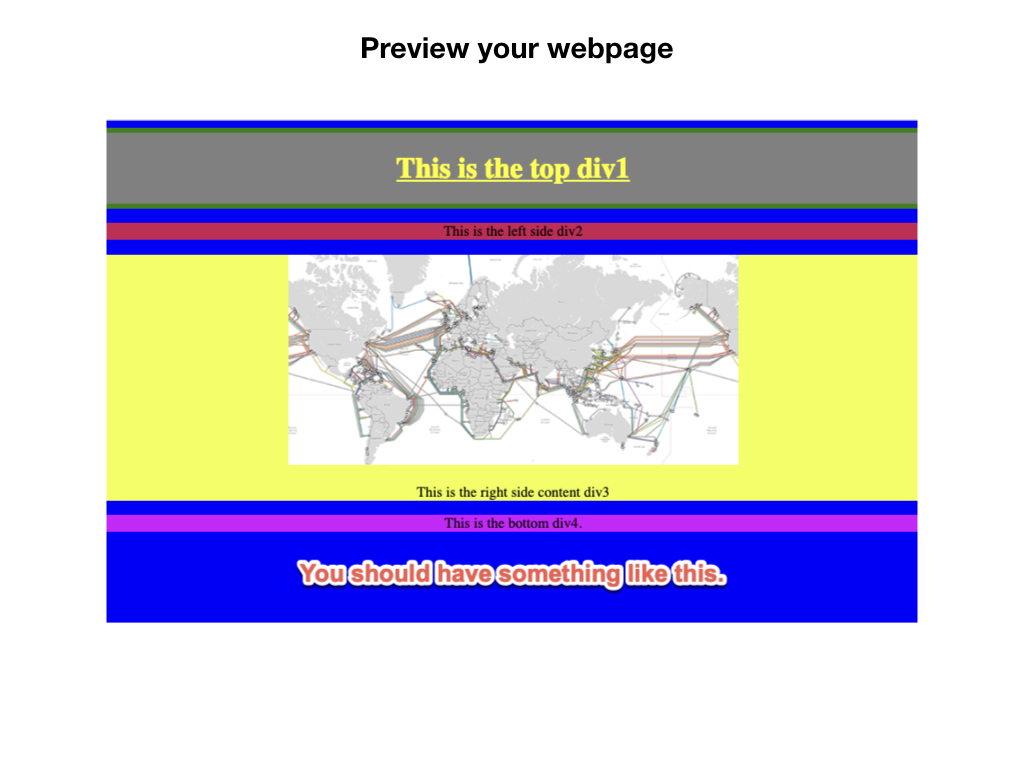 Preview your webpage
This is the top div1
This is the left side div2
This is the right side content div3
This is the bottom div4.
You should have something like this.